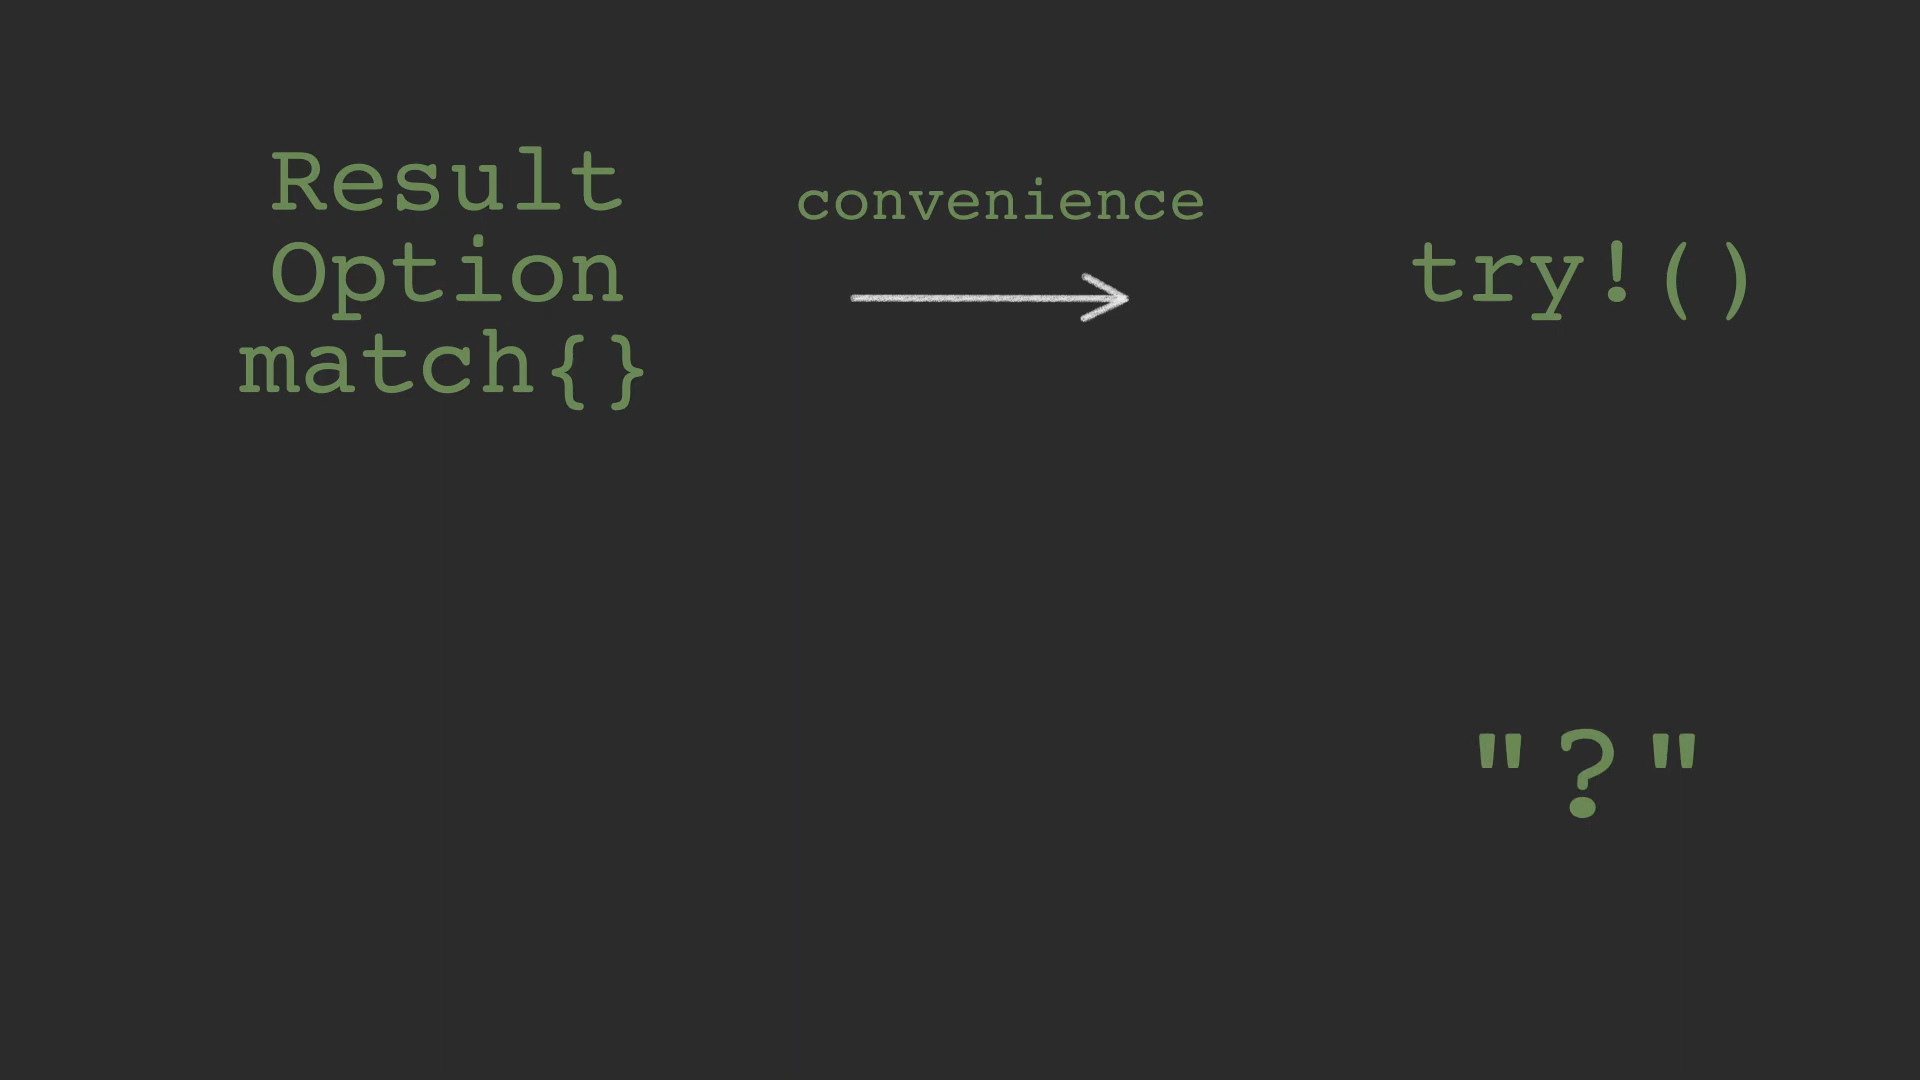 Result
Option
match{}
convenience
try!()
"?"